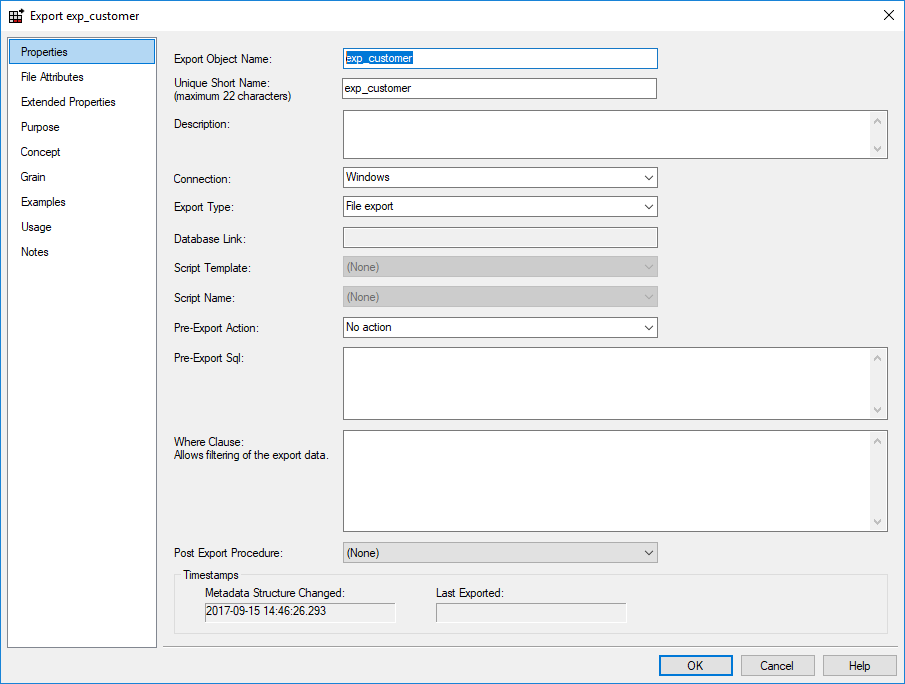 Export exp_customer
Properties
File Attributes
Extended Properties
Purpose
Concept
Grain
Examples
Usage
Notes
Export Object Name:
exp_customer
Unique Short Name:
(maximum 22 characters)
exp_customer
Description:
Connection:
Windows
Export Type:
File export
Database Link:
Script Template:
(None)
Script Name:
(None)
Pre-Export Action:
No action
Pre-Export Sql:
Where Clause:
Allows filtering of the export data.
Post Export Procedure:
(None)
Timestamps
Metadata Structure Changed:
2017-09-15 14:46:26.293
Last Exported:
OK
Cancel
Help